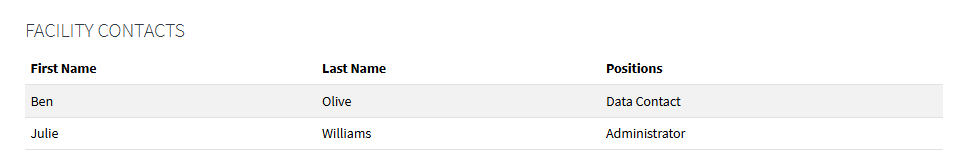 FACILITY CONTACTS
First Name Last Name Positions
Ben Olive Data Contact
Julie Williams Administrator